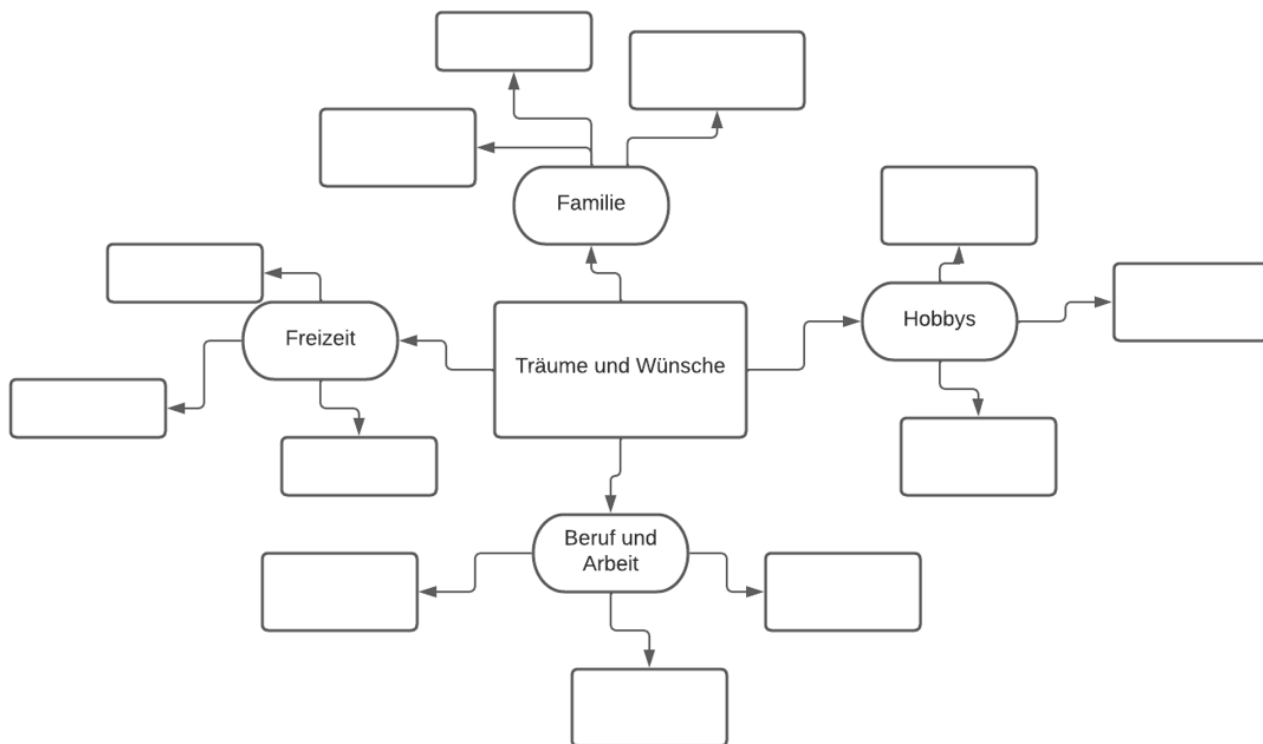 Familie
Freizeit
Träume und Wünsche
Hobbys
Beruf und
Arbeit